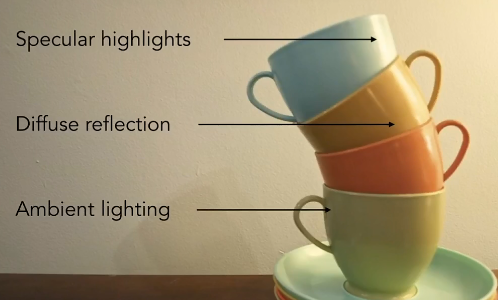 Specular highlights
Diffuse reflection
Ambient lighting